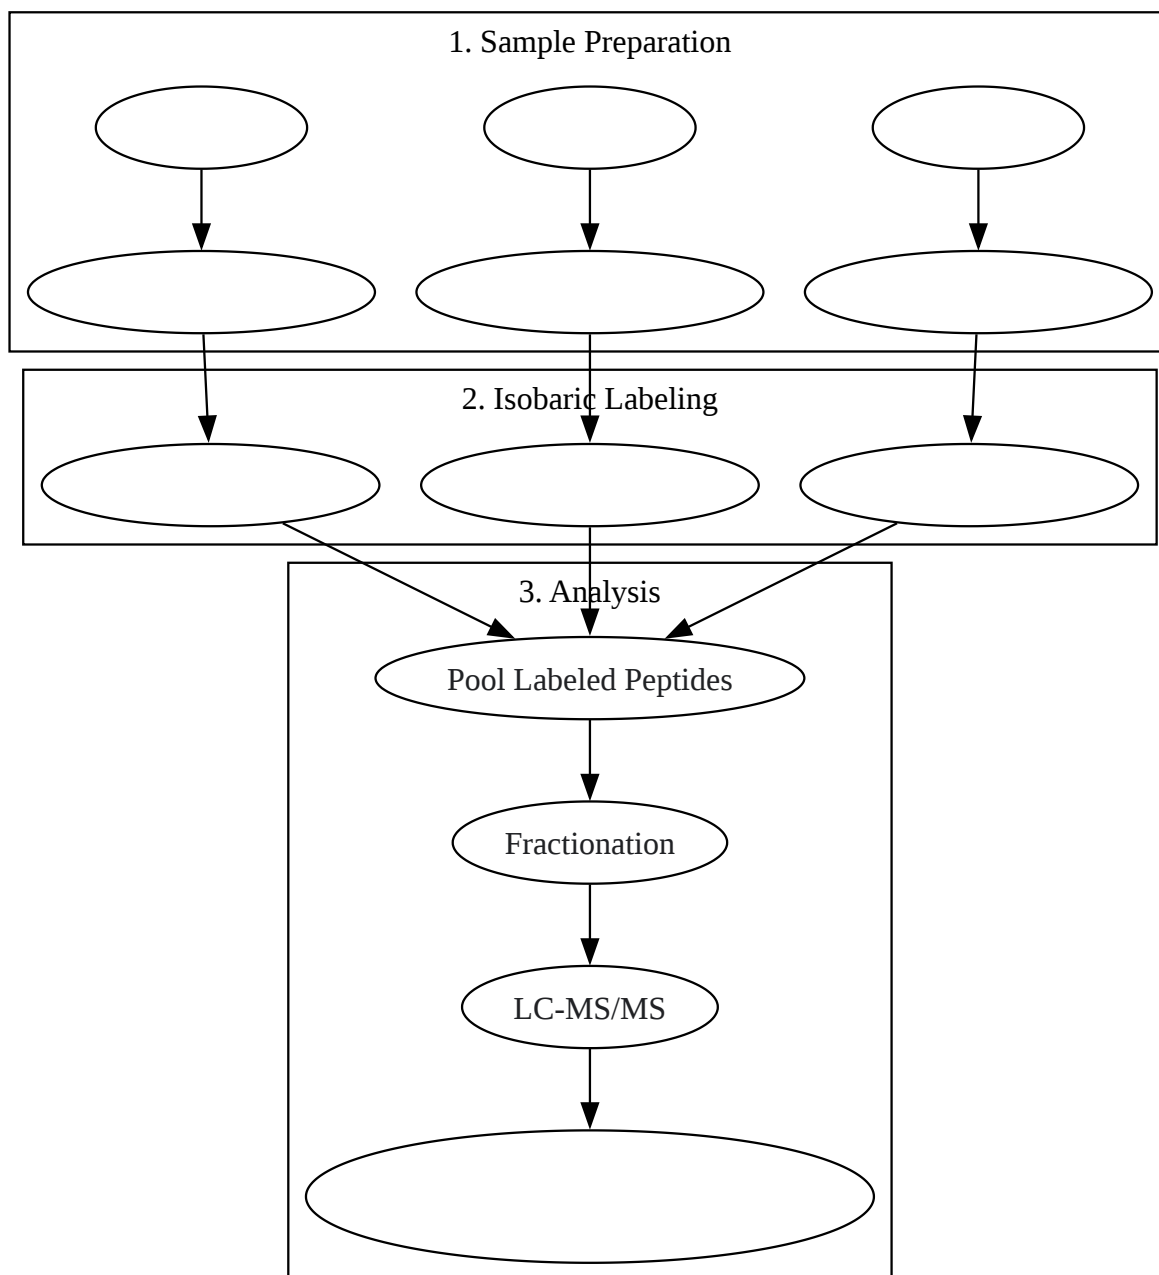 1. Sample Preparation
2. Isobaric Labeling
3. Analysis
Pool Labeled Peptides
Fractionation
LC-MS/MS